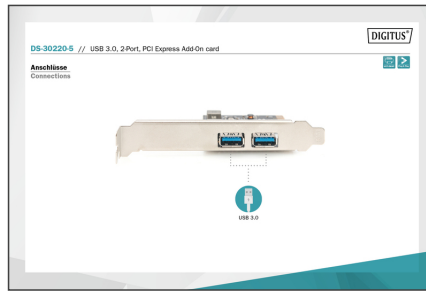 DIGITUS®
DS-30220-5 // USB 3.0, 2-Port, PCI Express Add-On card
Anschlüsse
Connections
USB 3.0